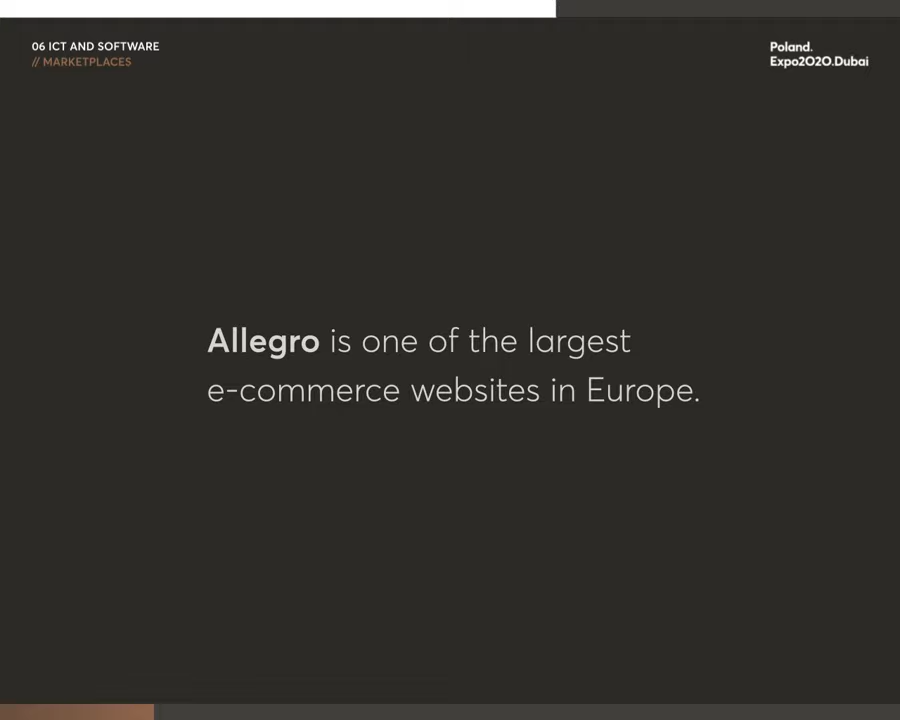 06 ICT AND SOFTWARE
// MARKETPLACES
Poland.
Expo2020.Dubai
Allegro is one of the largest
e-commerce websites in Europe.